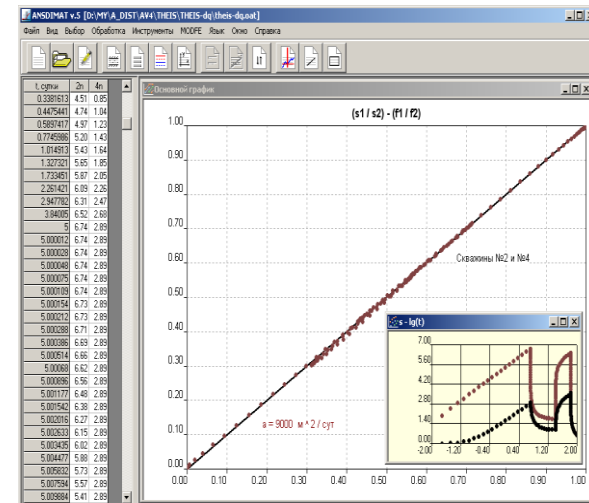 ANSDIMAT v.5 [D:\MY\A_DIST\AV4\THEIS\THEIS-dq\theis-dq.oat]
Файл Вид Выбор Обработка Инструменты MODFE Язык Окно Справка
t, сутки 2n 4n
0.3381613 4.51 0.85
0.4475441 4.74 1.04
0.5897417 4.97 1.23
0.7745986 5.20 1.43
1.014913 5.43 1.64
1.327321 5.65 1.85
1.733451 5.87 2.05
2.261421 6.09 2.26
2.947782 6.31 2.47
3.84005 6.52 2.68
5 6.74 2.89
5.000012 6.74 2.89
5.000028 6.74 2.89
5.000048 6.74 2.89
5.000075 6.74 2.89
5.000109 6.74 2.89
5.000154 6.73 2.89
5.000212 6.73 2.89
5.000288 6.71 2.89
5.000386 6.69 2.89
5.000514 6.66 2.89
5.00068 6.62 2.89
5.000896 6.56 2.89
5.001177 6.48 2.89
5.001542 6.38 2.89
5.002016 6.27 2.89
5.002633 6.15 2.89
5.003435 6.02 2.89
5.004477 5.88 2.89
5.005832 5.73 2.89
5.007594 5.57 2.89
5.009884 5.41 2.89
Основной график
(s1 / s2) - (f1 / f2)
1.00
0.90
0.80
0.70
0.60
0.50
0.40
0.30
0.20
0.10
0.00
Скважины №2 и №4
a = 9000 м ^ 2 / сут
0.00 0.10 0.20 0.30 0.40 0.50 0.60 0.70 0.80 0.90 1.00
s - lg(t)
7.00
5.60
4.20
2.80
1.40
0.00
-2.00 -1.20 -0.40 0.40 1.20 2.00